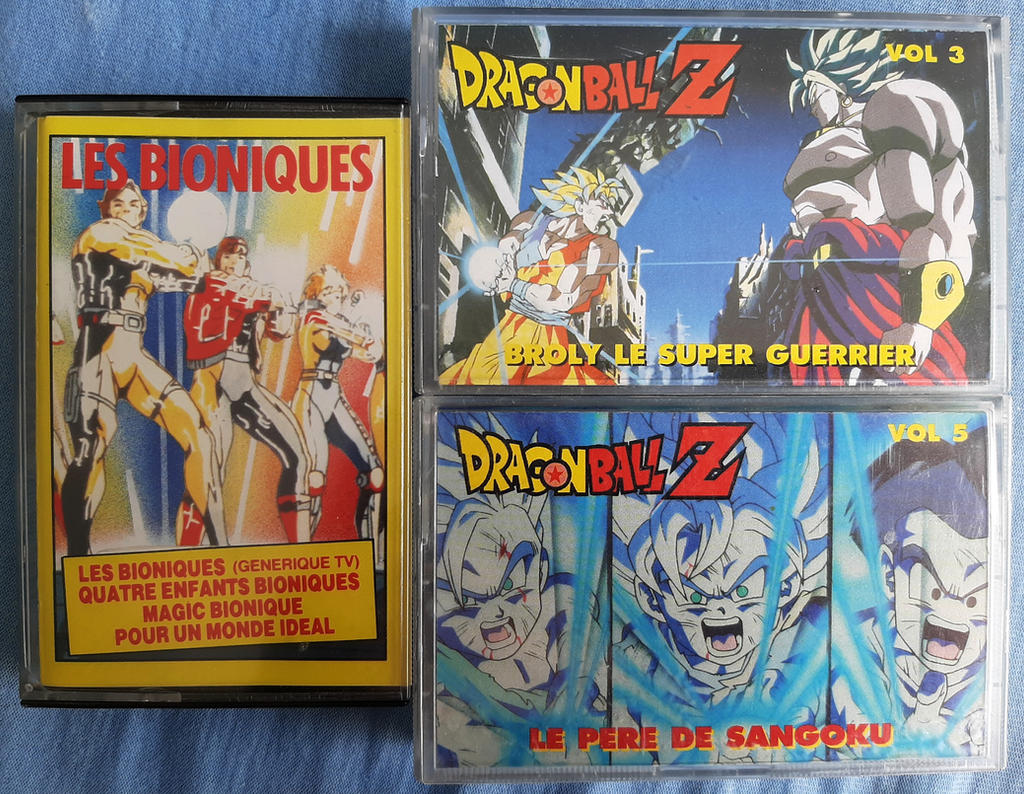 LES BIONIQUES
LES BIONIQUES (GENERIQUE TV)
QUATRE ENFANTS BIONIQUES
MAGIC BIONIQUE
POUR UN MONDE IDEAL
DRAGON BALL Z
VOL 3
BROLY LE SUPER GUERRIER
DRAGON BALL Z
VOL 5
LE PERE DE SANGOKU